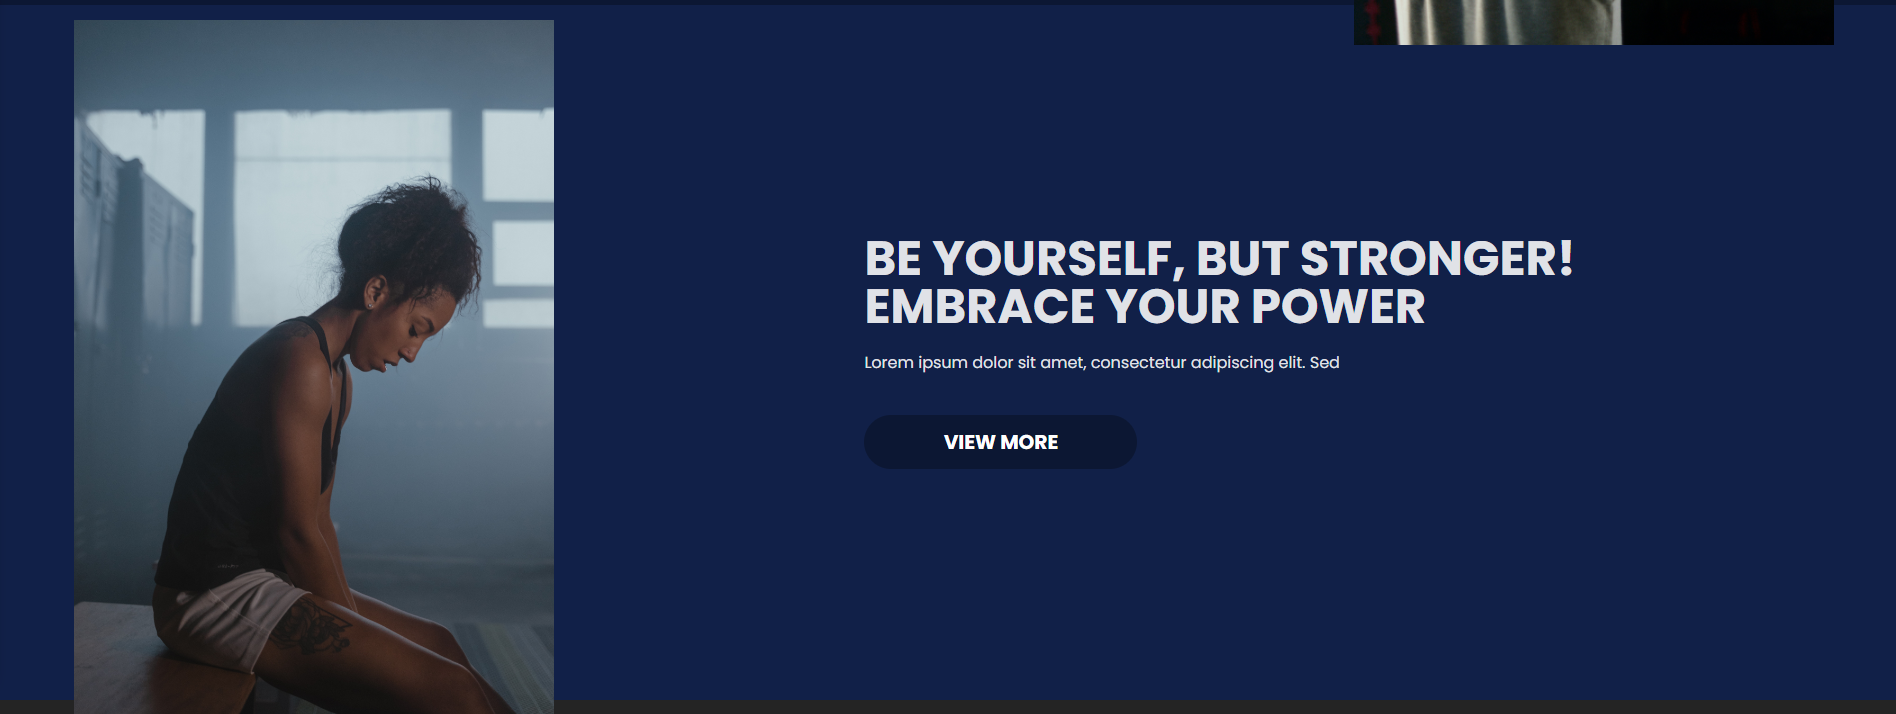 BE YOURSELF, BUT STRONGER!
EMBRACE YOUR POWER
Lorem ipsum dolor sit amet, consectetur adipiscing elit. Sed
VIEW MORE